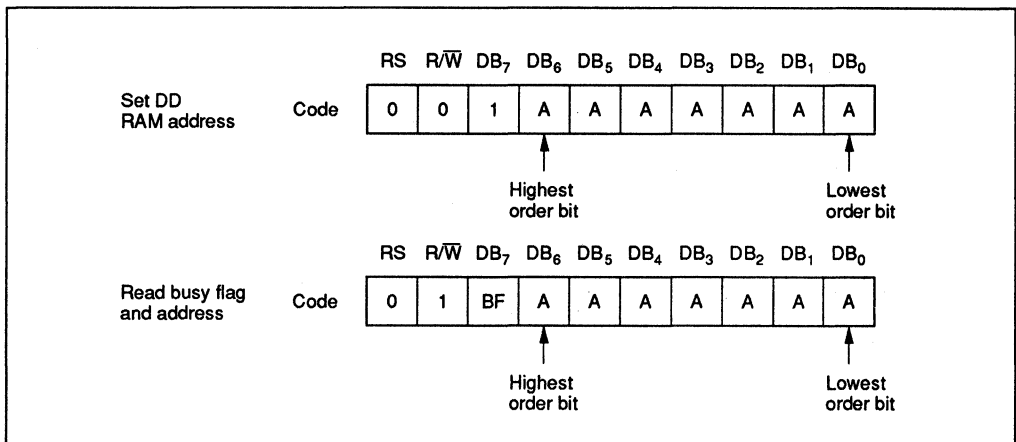 RS R/W̅ DB₇ DB₆ DB₅ DB₄ DB₃ DB₂ DB₁ DB₀
Set DD
RAM address
Code 0 0 1 A A A A A A A
Highest
order bit
Lowest
order bit
RS R/W̅ DB₇ DB₆ DB₅ DB₄ DB₃ DB₂ DB₁ DB₀
Read busy flag
and address
Code 0 1 BF A A A A A A A
Highest
order bit
Lowest
order bit